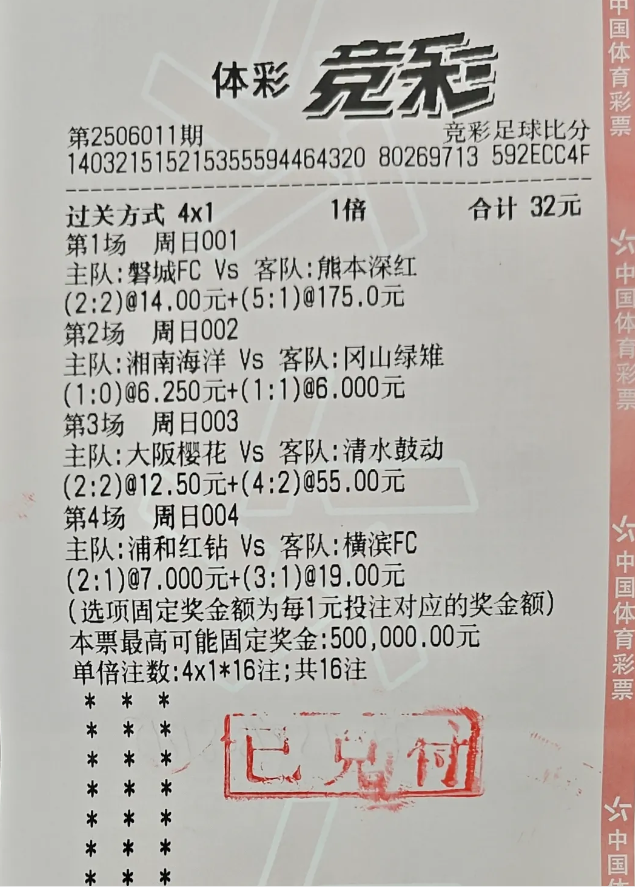 体彩 竞彩
第2506011期 竞彩足球比分
140321515215355594464320 80269713 592ECC4F
过关方式 4x1 1倍 合计 32元
第1场 周日001
主队:磐城FC Vs 客队:熊本深红
(2:2)@14.00元+(5:1)@175.0元
第2场 周日002
主队:湘南海洋 Vs 客队:冈山绿雉
(1:0)@6.250元+(1:1)@6.000元
第3场 周日003
主队:大阪樱花 Vs 客队:清水鼓动
(2:2)@12.50元+(4:2)@55.00元
第4场 周日004
主队:浦和红钻 Vs 客队:横滨FC
(2:1)@7.000元+(3:1)@19.00元
(选项固定奖金额为每1元投注对应的奖金额)
本票最高可能固定奖金:500,000.00元
单倍注数:4x1*16注;共16注
* * *
* * *
* * *
* * *
* * *
* * *
* * *
已兑付
中国体育彩票
中国体育彩票
中国体育彩票
中国体